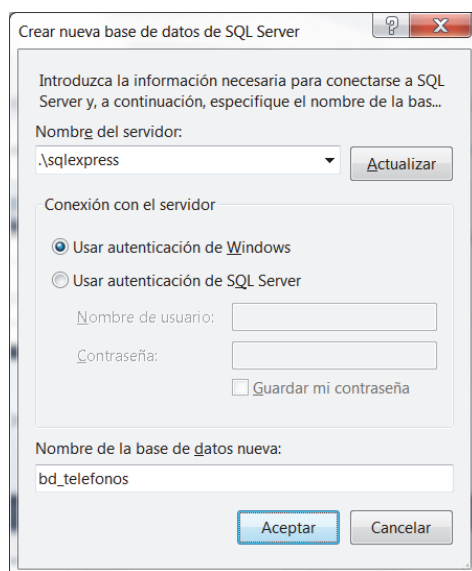 Crear nueva base de datos de SQL Server
Introduzca la información necesaria para conectarse a SQL
Server y, a continuación, especifique el nombre de la bas...
Nombre del servidor:
.\sqlexpress
Actualizar
Conexión con el servidor
Usar autenticación de Windows
Usar autenticación de SQL Server
Nombre de usuario:
Contraseña:
Guardar mi contraseña
Nombre de la base de datos nueva:
bd_telefonos
Aceptar
Cancelar